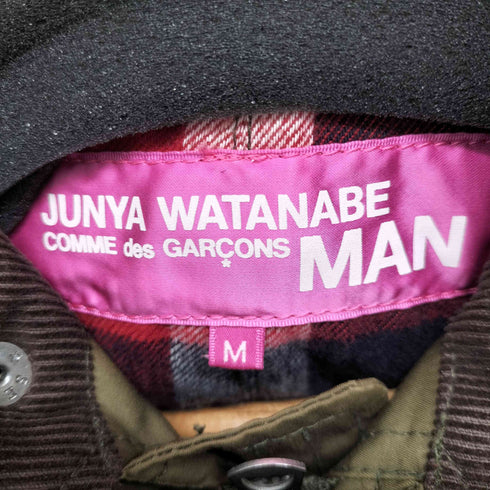 JUNYA WATANABE
COMME des GARÇONS
MAN
M